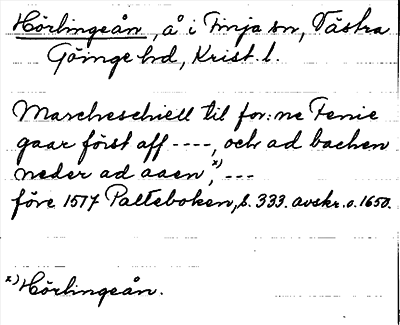 Hörlingeån, å i Finja sn, Västra
Göinge hd, Krist. l.
Marcheschiell til for:ne Fenie
gaar först aff ----, och ad bachen
neder ad aaen,x) ---
före 1517 Palteboken, s. 333. avskr. o. 1650.
x) Hörlingeån.